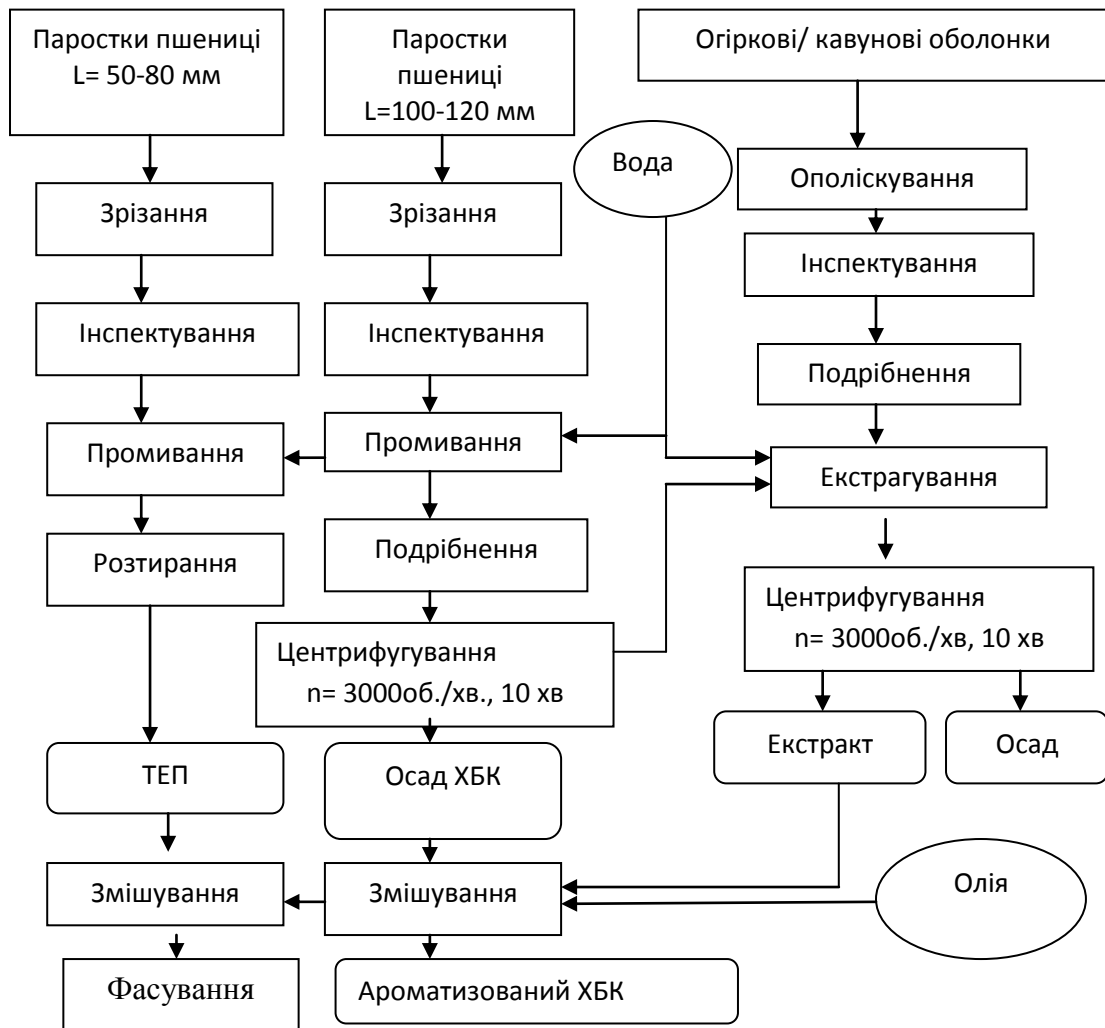 Паростки пшениці
L= 50-80 мм
Паростки
пшениці
L=100-120 мм
Огіркові/ кавунові оболонки
Вода
Ополіскування
Зрізання
Зрізання
Інспектування
Інспектування
Інспектування
Подрібнення
Промивання
Промивання
Екстрагування
Розтирання
Подрібнення
Центрифугування
n= 3000об./хв, 10 хв
Центрифугування
n= 3000об./хв., 10 хв
ТЕП
Осад ХБК
Екстракт
Осад
Змішування
Змішування
Олія
Фасування
Ароматизований ХБК